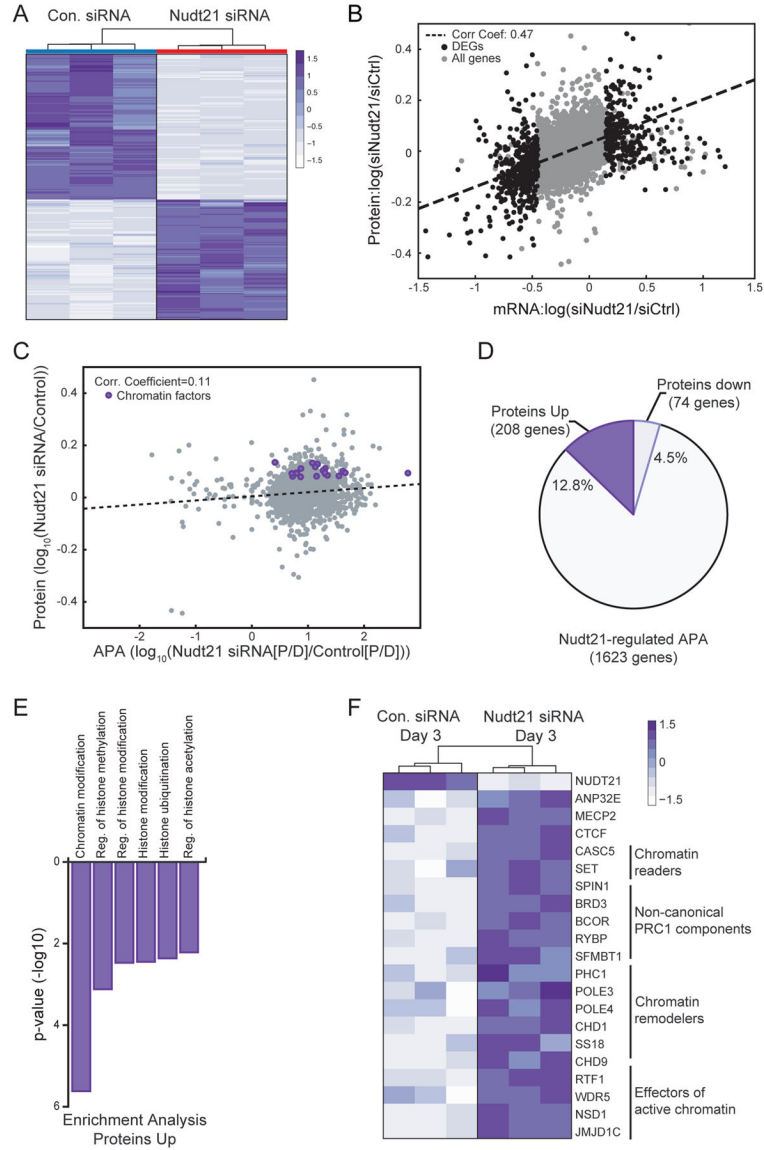 A
Con. siRNA
Nudt21 siRNA
1.5
1
0.5
0
−0.5
−1
−1.5
B
Corr Coef: 0.47
DEGs
All genes
Protein:log(siNudt21/siCtrl)
0.4
0.2
0
-0.2
-0.4
-1.5
-1.0
-0.5
0
0.5
1.0
1.5
mRNA:log(siNudt21/siCtrl)
C
Corr. Coefficient=0.11
Chromatin factors
Protein (log10(Nudt21 siRNA/Control))
0.4
0.2
0
-0.2
-0.4
-2
-1
0
1
2
APA (log10(Nudt21 siRNA[P/D]/Control[P/D]))
D
Proteins Up
(208 genes)
Proteins down
(74 genes)
12.8%
4.5%
Nudt21-regulated APA
(1623 genes)
E
Chromatin modification
Reg. of histone methylation
Reg. of histone modification
Histone modification
Histone ubiquitination
Reg. of histone acetylation
p-value (-log10)
0
2
4
6
Enrichment Analysis
Proteins Up
F
Con. siRNA
Day 3
Nudt21 siRNA
Day 3
1.5
0
−1.5
NUDT21
ANP32E
MECP2
CTCF
CASC5
SET
SPIN1
BRD3
BCOR
RYBP
SFMBT1
PHC1
POLE3
POLE4
CHD1
SS18
CHD9
RTF1
WDR5
NSD1
JMJD1C
Chromatin
readers
Non-canonical
PRC1 components
Chromatin
remodelers
Effectors of
active chromatin